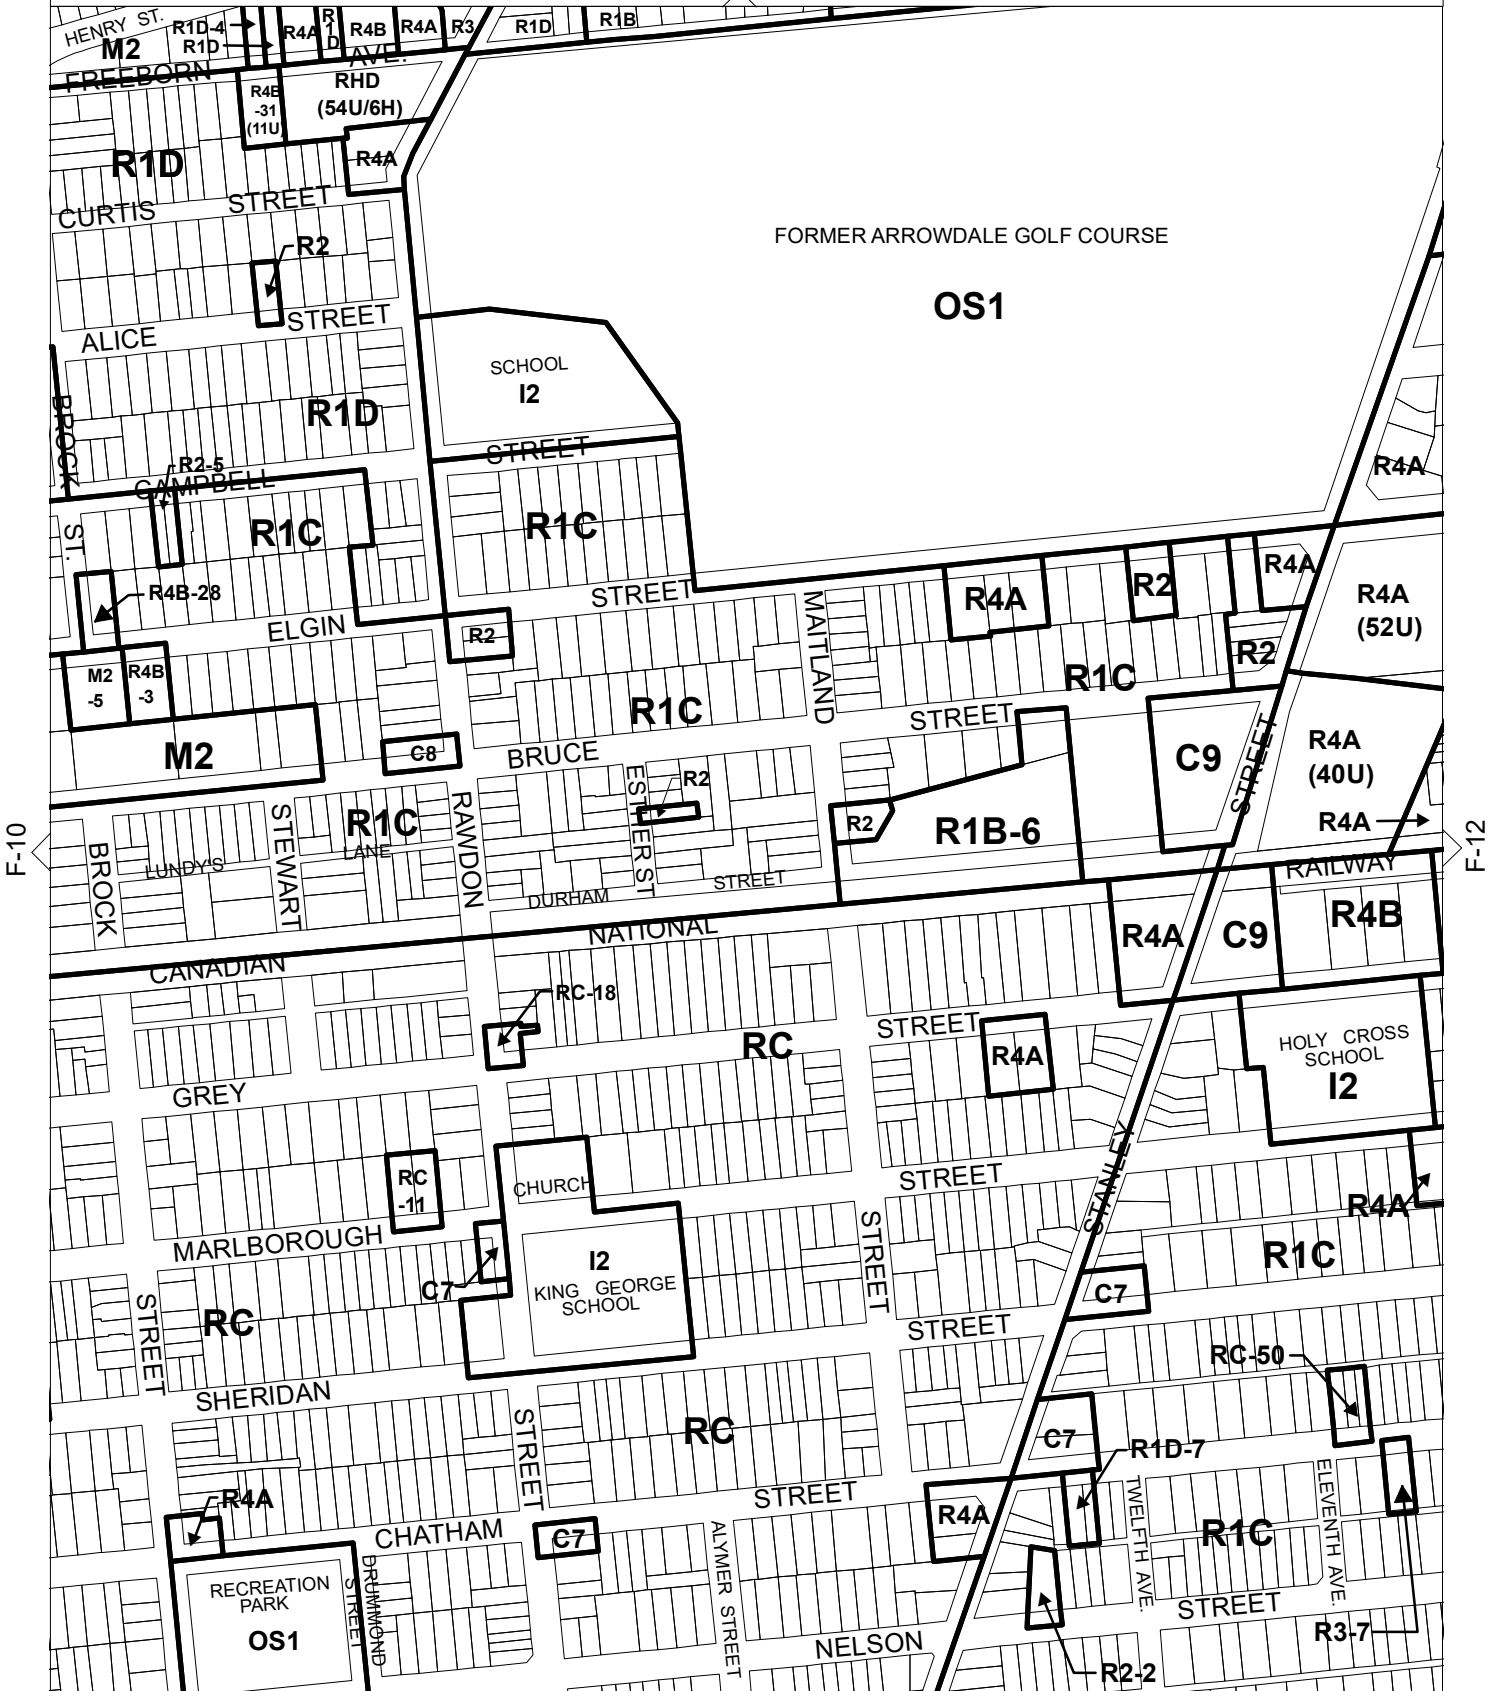 HENRY ST.
M2
R1D-4
R1D
R4A
R
1
D
R4B
R4A
R3
R1D
R1B
FREEBORN AVE.
R4B
-31
(11U)
RHD
(54U/6H)
R4A
R1D
CURTIS STREET
R2
FORMER ARROWDALE GOLF COURSE
OS1
ALICE STREET
SCHOOL
I2
R1D
BROCK ST.
R2-5
CAMPBELL STREET
R4A
R1C
R1C
R4B-28
ELGIN STREET
R2
MAITLAND
R4A
R2
R4A
R4A
(52U)
R2
M2
-5
R4B
-3
R1C
R1C
M2
C8
BRUCE STREET
C9
STREET
R4A
(40U)
R4A
R2
ESTHER ST
R2
R1B-6
F-10
F-12
STEWART
R1C
LANE
LUNDY'S
RAWDON
BROCK
DURHAM STREET
RAILWAY
R4B
CANADIAN NATIONAL
R4A
C9
RC-18
RC
STREET
R4A
HOLY CROSS
SCHOOL
I2
GREY
STANLEY
RC
-11
CHURCH
STREET
R4A
MARLBOROUGH
C7
I2
KING GEORGE
SCHOOL
STREET
R1C
C7
RC
STREET
STREET
SHERIDAN
RC-50
STREET
RC
C7
R1D-7
R4A
STREET
R4A
TWELFTH AVE.
ELEVENTH AVE.
R1C
CHATHAM
C7
ALYMER STREET
DRUMMOND
STREET
RECREATION
PARK
OS1
STREET
R3-7
NELSON
R2-2